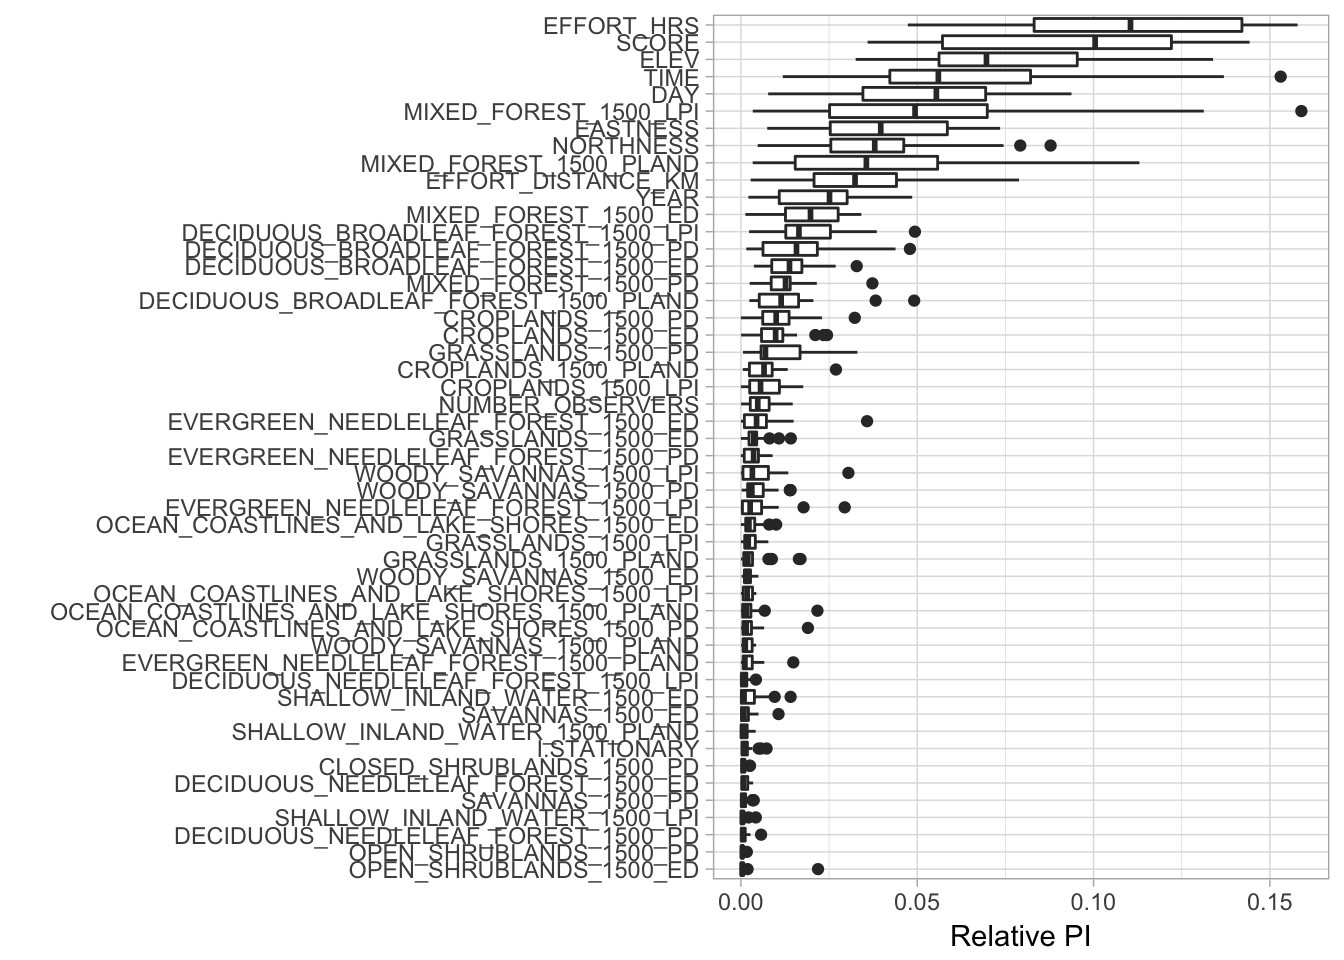 EFFORT_HRS
SCORE
ELEV
TIME
DAY
MIXED_FOREST_1500_LPI
EASTNESS
NORTHNESS
MIXED_FOREST_1500_PLAND
EFFORT_DISTANCE_KM
YEAR
MIXED_FOREST_1500_ED
DECIDUOUS_BROADLEAF_FOREST_1500_LPI
DECIDUOUS_BROADLEAF_FOREST_1500_PD
DECIDUOUS_BROADLEAF_FOREST_1500_ED
MIXED_FOREST_1500_PD
DECIDUOUS_BROADLEAF_FOREST_1500_PLAND
CROPLANDS_1500_PD
CROPLANDS_1500_ED
GRASSLANDS_1500_PD
CROPLANDS_1500_PLAND
CROPLANDS_1500_LPI
NUMBER_OBSERVERS
EVERGREEN_NEEDLELEAF_FOREST_1500_ED
GRASSLANDS_1500_ED
EVERGREEN_NEEDLELEAF_FOREST_1500_PD
WOODY_SAVANNAS_1500_LPI
WOODY_SAVANNAS_1500_PD
EVERGREEN_NEEDLELEAF_FOREST_1500_LPI
OCEAN_COASTLINES_AND_LAKE_SHORES_1500_ED
GRASSLANDS_1500_LPI
GRASSLANDS_1500_PLAND
WOODY_SAVANNAS_1500_ED
OCEAN_COASTLINES_AND_LAKE_SHORES_1500_LPI
OCEAN_COASTLINES_AND_LAKE_SHORES_1500_PLAND
OCEAN_COASTLINES_AND_LAKE_SHORES_1500_PD
WOODY_SAVANNAS_1500_PLAND
EVERGREEN_NEEDLELEAF_FOREST_1500_PLAND
DECIDUOUS_NEEDLELEAF_FOREST_1500_LPI
SHALLOW_INLAND_WATER_1500_ED
SAVANNAS_1500_ED
SHALLOW_INLAND_WATER_1500_PLAND
I.STATIONARY
CLOSED_SHRUBLANDS_1500_PD
DECIDUOUS_NEEDLELEAF_FOREST_1500_ED
SAVANNAS_1500_PD
SHALLOW_INLAND_WATER_1500_LPI
DECIDUOUS_NEEDLELEAF_FOREST_1500_PD
OPEN_SHRUBLANDS_1500_PD
OPEN_SHRUBLANDS_1500_ED
0.00 0.05 0.10 0.15
Relative PI